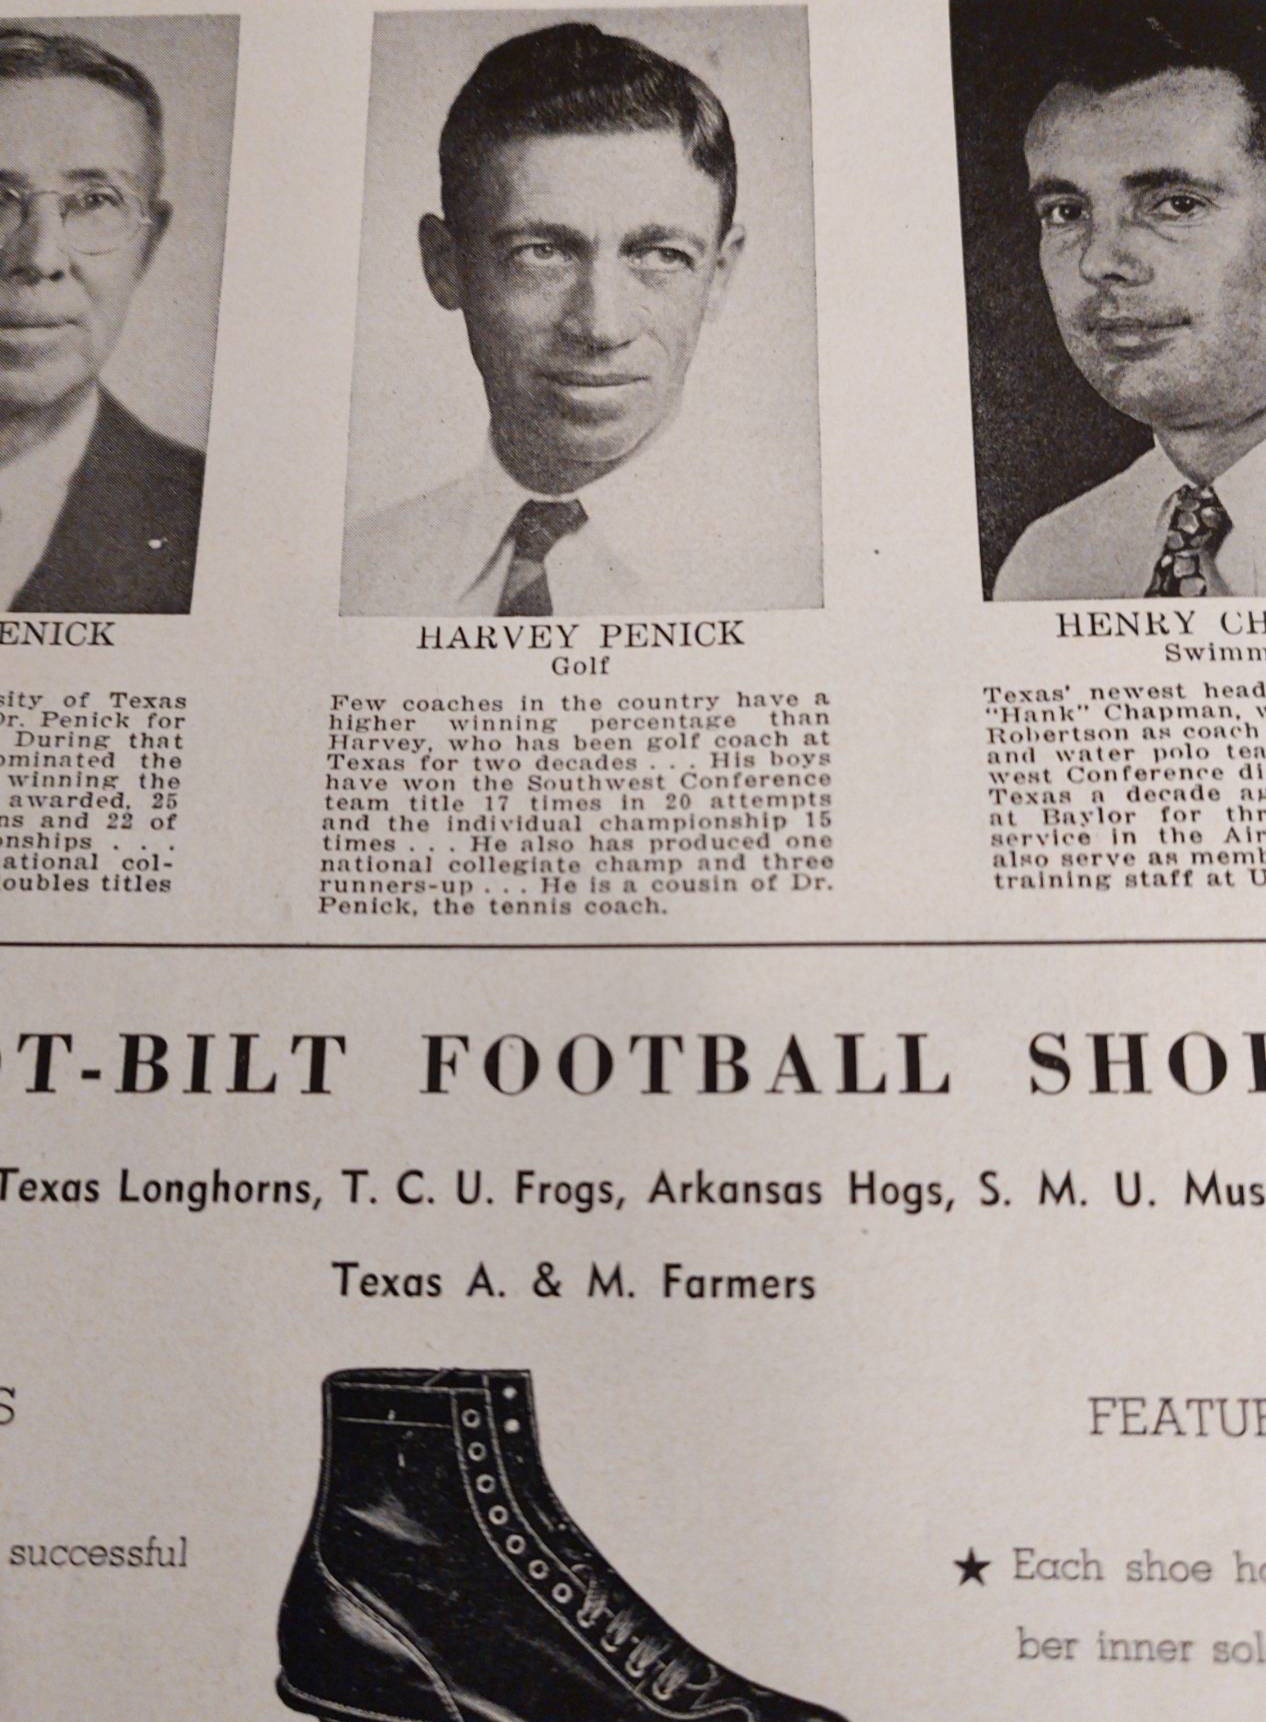 ENICK
sity of Texas
Dr. Penick for
During that
ominated the
winning the
awarded, 25
ns and 22 of
onships . . .
ational col-
oubles titles
HARVEY PENICK
Golf
Few coaches in the country have a
higher winning percentage than
Harvey, who has been golf coach at
Texas for two decades . . . His boys
have won the Southwest Conference
team title 17 times in 20 attempts
and the individual championship 15
times . . . He also has produced one
national collegiate champ and three
runners-up . . . He is a cousin of Dr.
Penick, the tennis coach.
HENRY CH
Swimm
Texas' newest head
"Hank" Chapman, w
Robertson as coach
and water polo tea
west Conference di
Texas a decade ag
at Baylor for thr
service in the Air
also serve as memb
training staff at U
OT-BILT FOOTBALL SHOE
Texas Longhorns, T. C. U. Frogs, Arkansas Hogs, S. M. U. Mus
Texas A. & M. Farmers
S
successful
FEATUR
★ Each shoe ha
ber inner sol